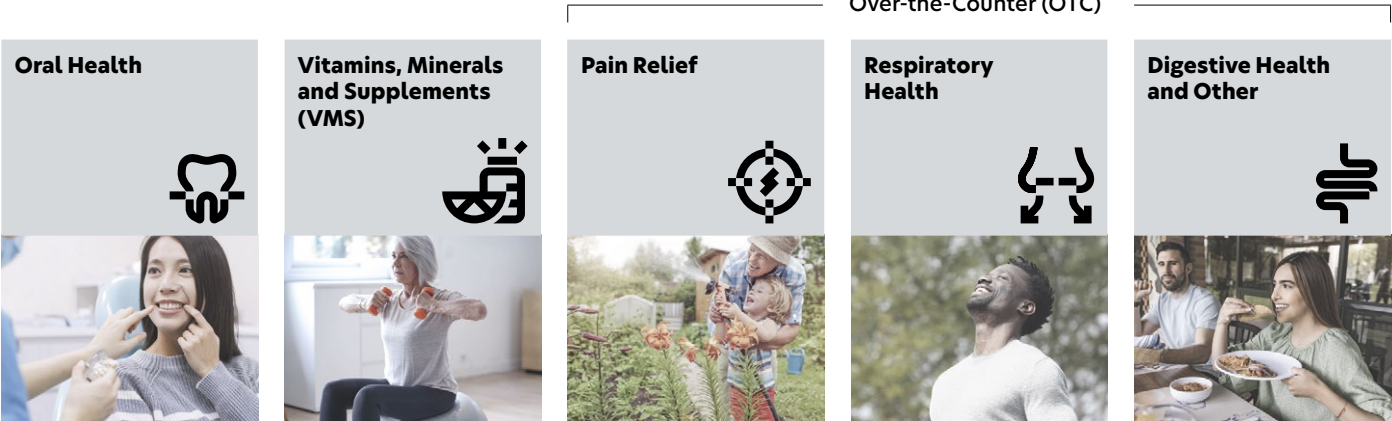 Over-the-Counter (OTC)
Oral Health
Vitamins, Minerals
and Supplements
(VMS)
Pain Relief
Respiratory
Health
Digestive Health
and Other